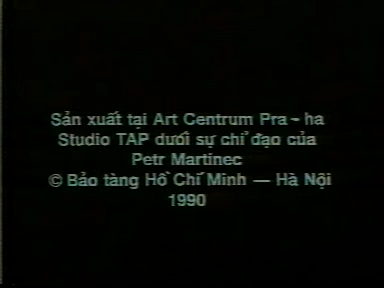 Sản xuất tại Art Centrum Pra-ha
Studio TAP dưới sự chỉ đạo của
Petr Martinec
© Bảo tàng Hồ Chí Minh — Hà Nội
1990